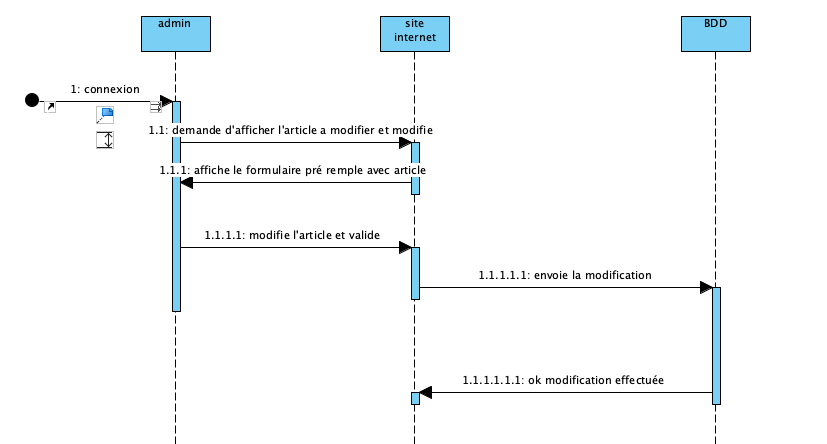 admin
site
internet
BDD
1: connexion
1.1: demande d'afficher l'article a modifier et modifie
1.1.1: affiche le formulaire pré remple avec article
1.1.1.1: modifie l'article et valide
1.1.1.1.1: envoie la modification
1.1.1.1.1.1: ok modification effectuée